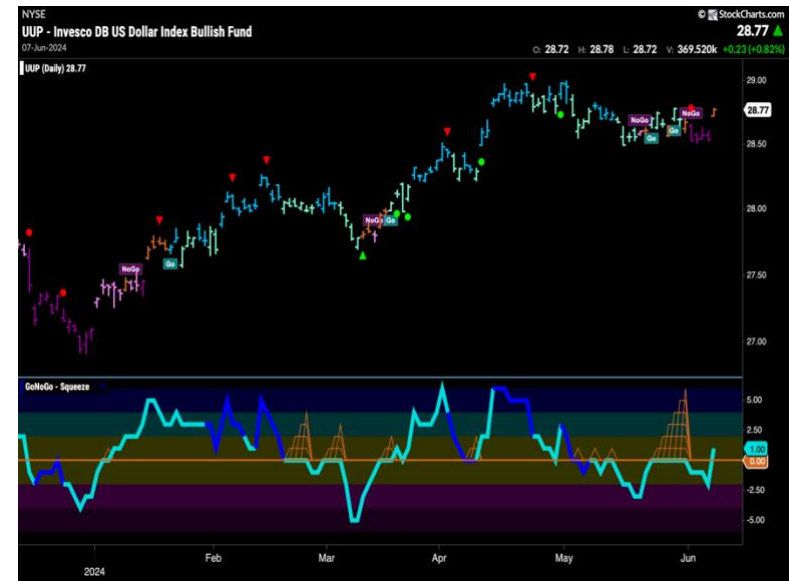 NYSE
© StockCharts.com
UUP - Invesco DB US Dollar Index Bullish Fund
28.77
07-Jun-2024
O: 28.72 H: 28.78 L: 28.72 V: 369.520k +0.23 (+0.82%)
UUP (Daily) 28.77
29.00
28.77
28.50
28.00
27.50
27.00
NoGo
Go
NoGo
Go
NoGo
Go
Go
NoGo
GoNoGo - Squeeze
5.00
2.50
1.00
0.00
-2.50
-5.00
Feb
Mar
Apr
May
Jun
2024